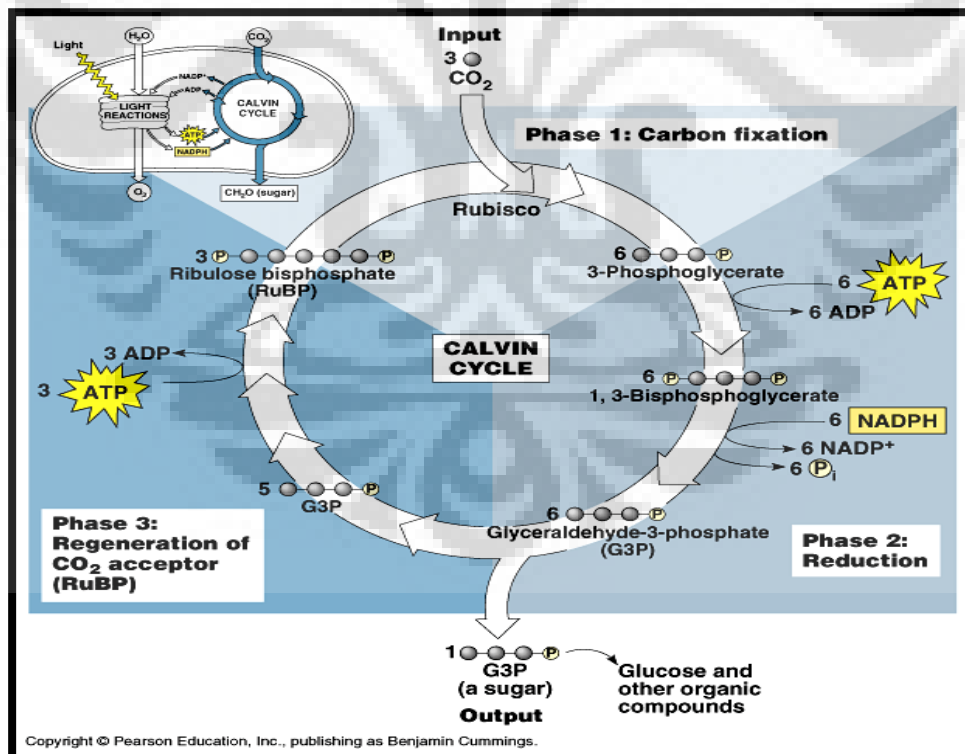 Light
H₂O
CO₂
NADP⁺
ADP
LIGHT
REACTIONS
CALVIN
CYCLE
ATP
NADPH
O₂
CH₂O (sugar)
Input
3
CO₂
Phase 1: Carbon fixation
Rubisco
3 P P
Ribulose bisphosphate
(RuBP)
6 P
3-Phosphoglycerate
6 ATP
6 ADP
CALVIN
CYCLE
3 ADP
3 ATP
6 P P
1, 3-Bisphosphoglycerate
6 NADPH
6 NADP⁺
6 Pᵢ
5 P
G3P
6 P
Glyceraldehyde-3-phosphate
(G3P)
Phase 3:
Regeneration of
CO₂ acceptor
(RuBP)
Phase 2:
Reduction
1 P
G3P
(a sugar)
Output
Glucose and
other organic
compounds
Copyright © Pearson Education, Inc., publishing as Benjamin Cummings.